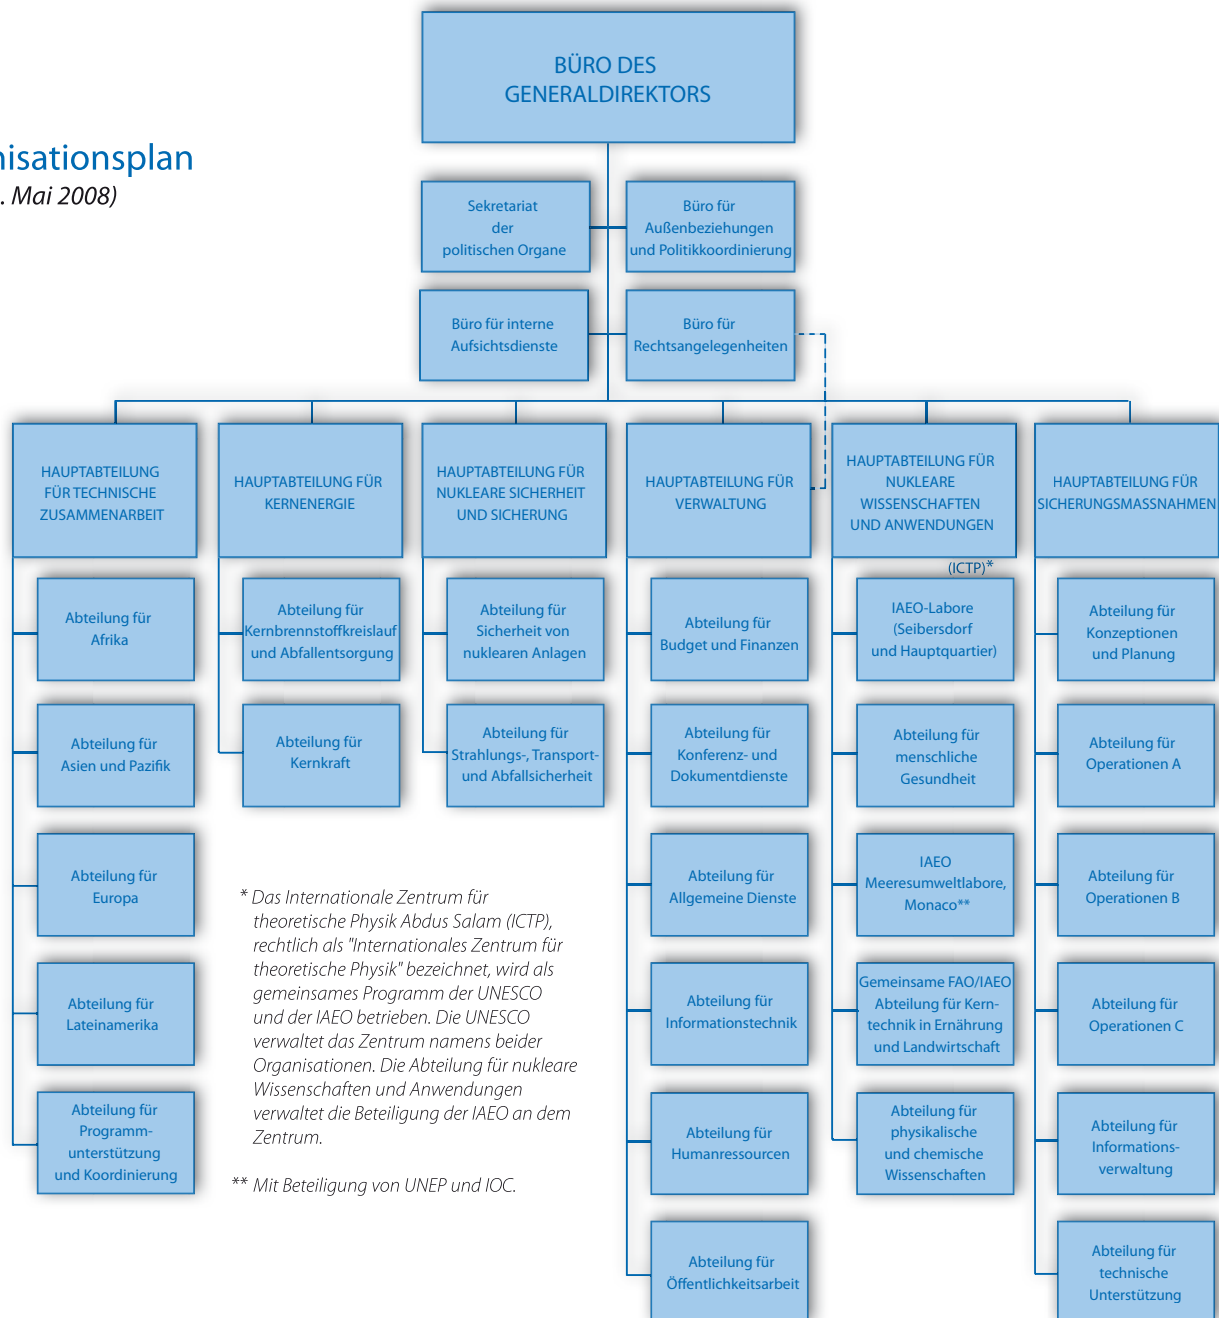 BÜRO DES
GENERALDIREKTORS
nisationsplan
. Mai 2008)
Sekretariat
der
politischen Organe
Büro für
Außenbeziehungen
und Politikkoordinierung
Büro für interne
Aufsichtsdienste
Büro für
Rechtsangelegenheiten
HAUPTABTEILUNG
FÜR TECHNISCHE
ZUSAMMENARBEIT
HAUPTABTEILUNG FÜR
KERNENERGIE
HAUPTABTEILUNG FÜR
NUKLEARE SICHERHEIT
UND SICHERUNG
HAUPTABTEILUNG FÜR
VERWALTUNG
HAUPTABTEILUNG FÜR
NUKLEARE
WISSENSCHAFTEN
UND ANWENDUNGEN
(ICTP)*
HAUPTABTEILUNG FÜR
SICHERUNGSMASSNAHMEN
Abteilung für
Afrika
Abteilung für
Asien und Pazifik
Abteilung für
Europa
Abteilung für
Lateinamerika
Abteilung für
Programm-
unterstützung
und Koordinierung
Abteilung für
Kernbrennstoffkreislauf
und Abfallentsorgung
Abteilung für
Kernkraft
Abteilung für
Sicherheit von
nuklearen Anlagen
Abteilung für
Strahlungs-, Transport-
und Abfallsicherheit
Abteilung für
Budget und Finanzen
Abteilung für
Konferenz- und
Dokumentdienste
Abteilung für
Allgemeine Dienste
Abteilung für
Informationstechnik
Abteilung für
Humanressourcen
Abteilung für
Öffentlichkeitsarbeit
IAEO-Labore
(Seibersdorf
und Hauptquartier)
Abteilung für
menschliche
Gesundheit
IAEO
Meeresumweltlabore,
Monaco**
Gemeinsame FAO/IAEO
Abteilung für Kern-
technik in Ernährung
und Landwirtschaft
Abteilung für
physikalische
und chemische
Wissenschaften
Abteilung für
Konzeptionen
und Planung
Abteilung für
Operationen A
Abteilung für
Operationen B
Abteilung für
Operationen C
Abteilung für
Informations-
verwaltung
Abteilung für
technische
Unterstützung
* Das Internationale Zentrum für
theoretische Physik Abdus Salam (ICTP),
rechtlich als "Internationales Zentrum für
theoretische Physik" bezeichnet, wird als
gemeinsames Programm der UNESCO
und der IAEO betrieben. Die UNESCO
verwaltet das Zentrum namens beider
Organisationen. Die Abteilung für nukleare
Wissenschaften und Anwendungen
verwaltet die Beteiligung der IAEO an dem
Zentrum.
** Mit Beteiligung von UNEP und IOC.